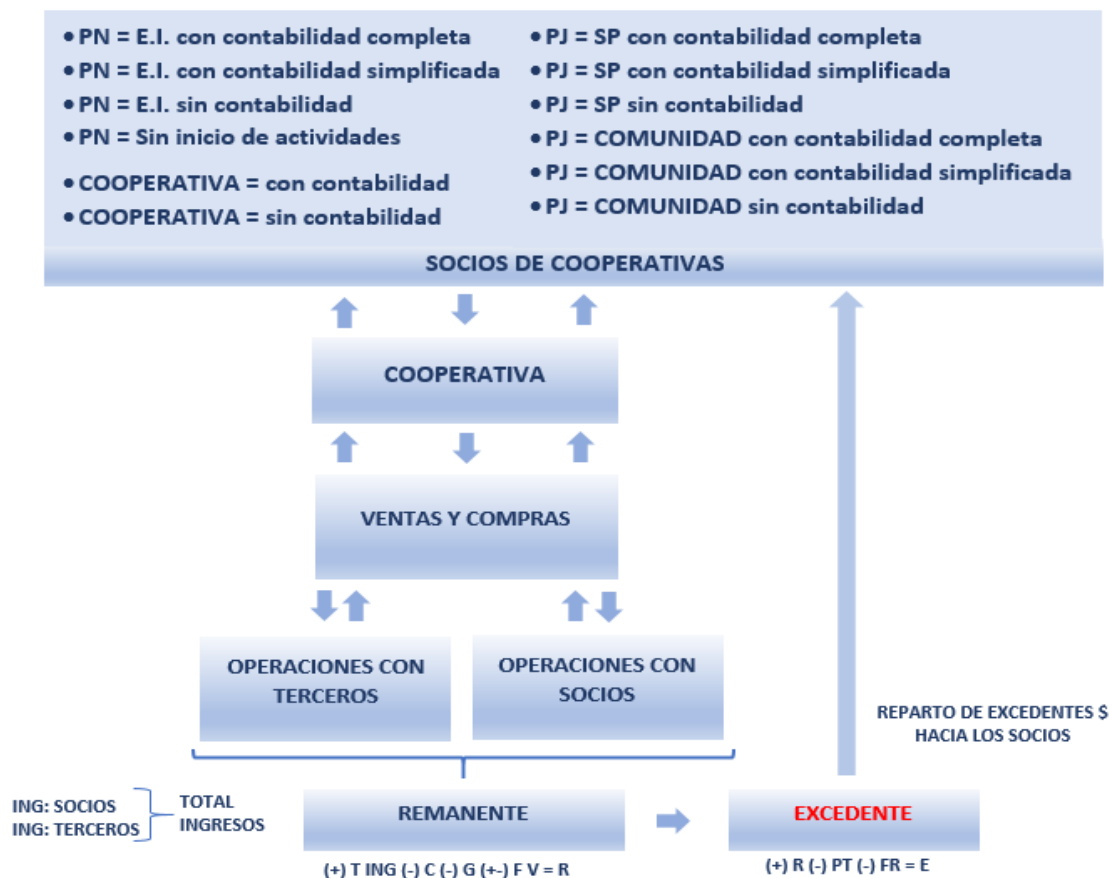 • PN = E.I. con contabilidad completa
• PN = E.I. con contabilidad simplificada
• PN = E.I. sin contabilidad
• PN = Sin inicio de actividades
• COOPERATIVA = con contabilidad
• COOPERATIVA = sin contabilidad
• PJ = SP con contabilidad completa
• PJ = SP con contabilidad simplificada
• PJ = SP sin contabilidad
• PJ = COMUNIDAD con contabilidad completa
• PJ = COMUNIDAD con contabilidad simplificada
• PJ = COMUNIDAD sin contabilidad
SOCIOS DE COOPERATIVAS
COOPERATIVA
VENTAS Y COMPRAS
OPERACIONES CON
TERCEROS
OPERACIONES CON
SOCIOS
REPARTO DE EXCEDENTES $
HACIA LOS SOCIOS
ING: SOCIOS
ING: TERCEROS
TOTAL
INGRESOS
REMANENTE
EXCEDENTE
(+) T ING (-) C (-) G (+-) F V = R
(+) R (-) PT (-) FR = E